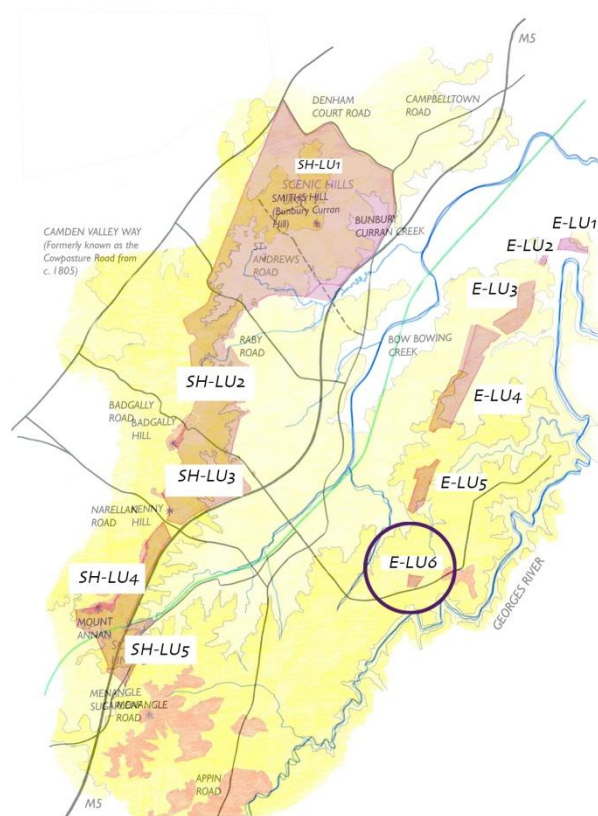 M5
DENHAM
COURT ROAD
CAMPBELLTOWN
ROAD
SH-LU1
SCENIC HILLS
SMITHS HILL
(Bunbury Curran
Hill)
BUNBURY
CURRAN CREEK
E-LU1
E-LU2
CAMDEN VALLEY WAY
(Formerly known as the
Cowpasture Road from
c. 1805)
ST
ANDREWS
ROAD
E-LU3
RABY
ROAD
BOW BOWING
CREEK
SH-LU2
E-LU4
BADGALLY
ROAD
BADGALLY
HILL
SH-LU3
E-LU5
NARELLAN
ROAD
KENNY
HILL
E-LU6
SH-LU4
MOUNT
ANNAN
GEORGES RIVER
SH-LU5
MENANGLE
SUGARLOAF
MENANGLE
ROAD
APPIN
ROAD
M5